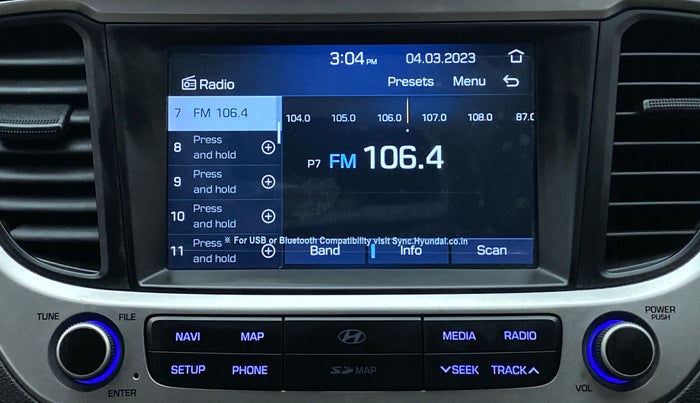 3:04 PM 04.03.2023
Radio Presets Menu
7 FM 106.4
104.0 105.0 106.0 107.0 108.0 87.0
8 Press and hold
P7 FM 106.4
9 Press and hold
10 Press and hold
11 Press and hold
※ For USB or Bluetooth Compatibility visit Sync.Hyundai.co.in
Band Info Scan
TUNE FILE
POWER
PUSH
NAVI MAP MEDIA RADIO
SETUP PHONE SD MAP SEEK TRACK
ENTER VOL